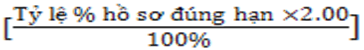 [Tỷ lệ % hồ sơ đúng hạn ×2.00
100%]